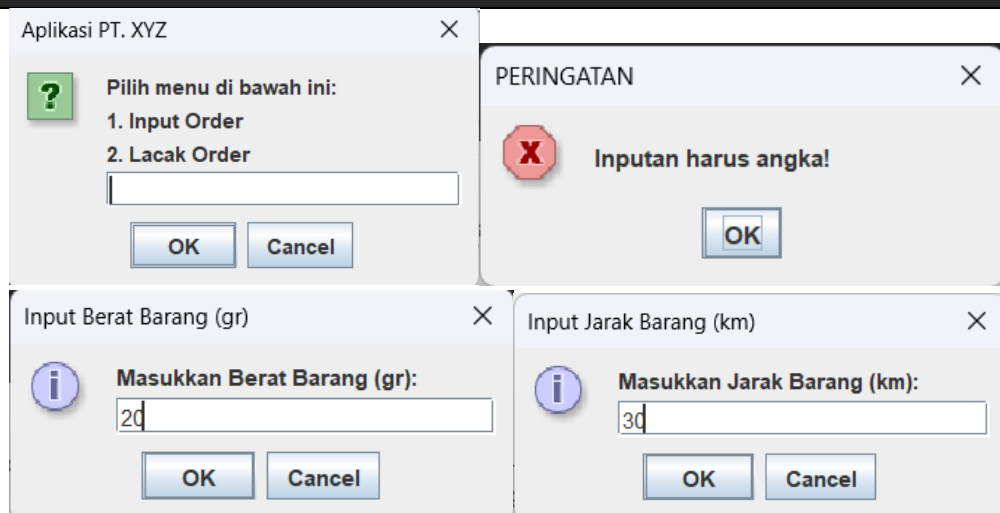 Aplikasi PT. XYZ
Pilih menu di bawah ini:
1. Input Order
2. Lacak Order
OK
Cancel
PERINGATAN
Inputan harus angka!
OK
Input Berat Barang (gr)
Masukkan Berat Barang (gr):
20
OK
Cancel
Input Jarak Barang (km)
Masukkan Jarak Barang (km):
30
OK
Cancel